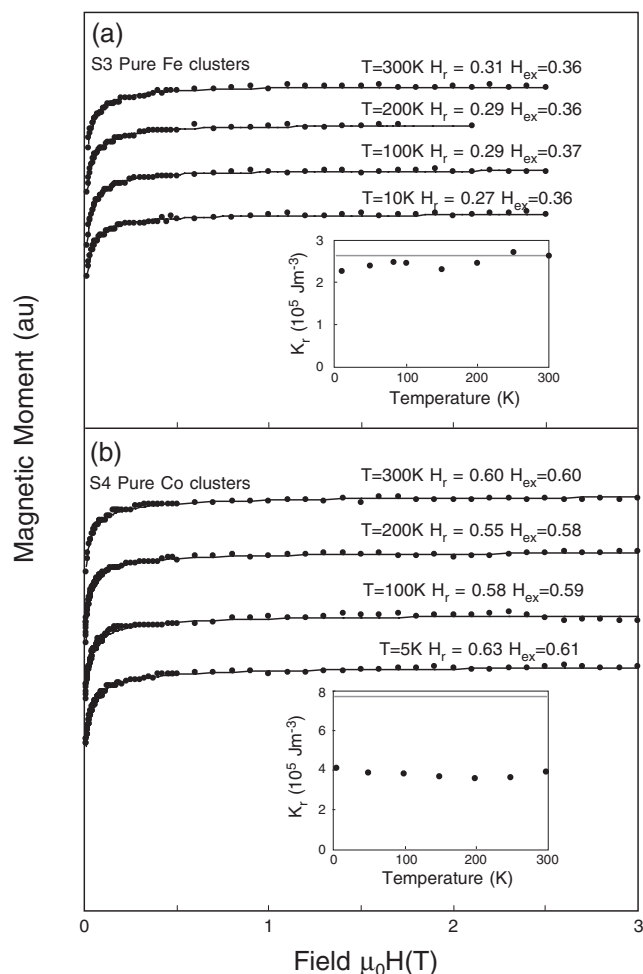 (a)
S3 Pure Fe clusters
T=300K H_r = 0.31 H_ex=0.36
T=200K H_r = 0.29 H_ex=0.36
T=100K H_r = 0.29 H_ex=0.37
T=10K H_r = 0.27 H_ex=0.36
3
2
1
0
K_r (10^5 Jm^-3)
0 100 200 300
Temperature (K)
Magnetic Moment (au)
(b)
S4 Pure Co clusters
T=300K H_r = 0.60 H_ex=0.60
T=200K H_r = 0.55 H_ex=0.58
T=100K H_r = 0.58 H_ex=0.59
T=5K H_r = 0.63 H_ex=0.61
8
6
4
2
0
K_r (10^5 Jm^-3)
0 100 200 300
Temperature (K)
0 1 2 3
Field μ₀H(T)